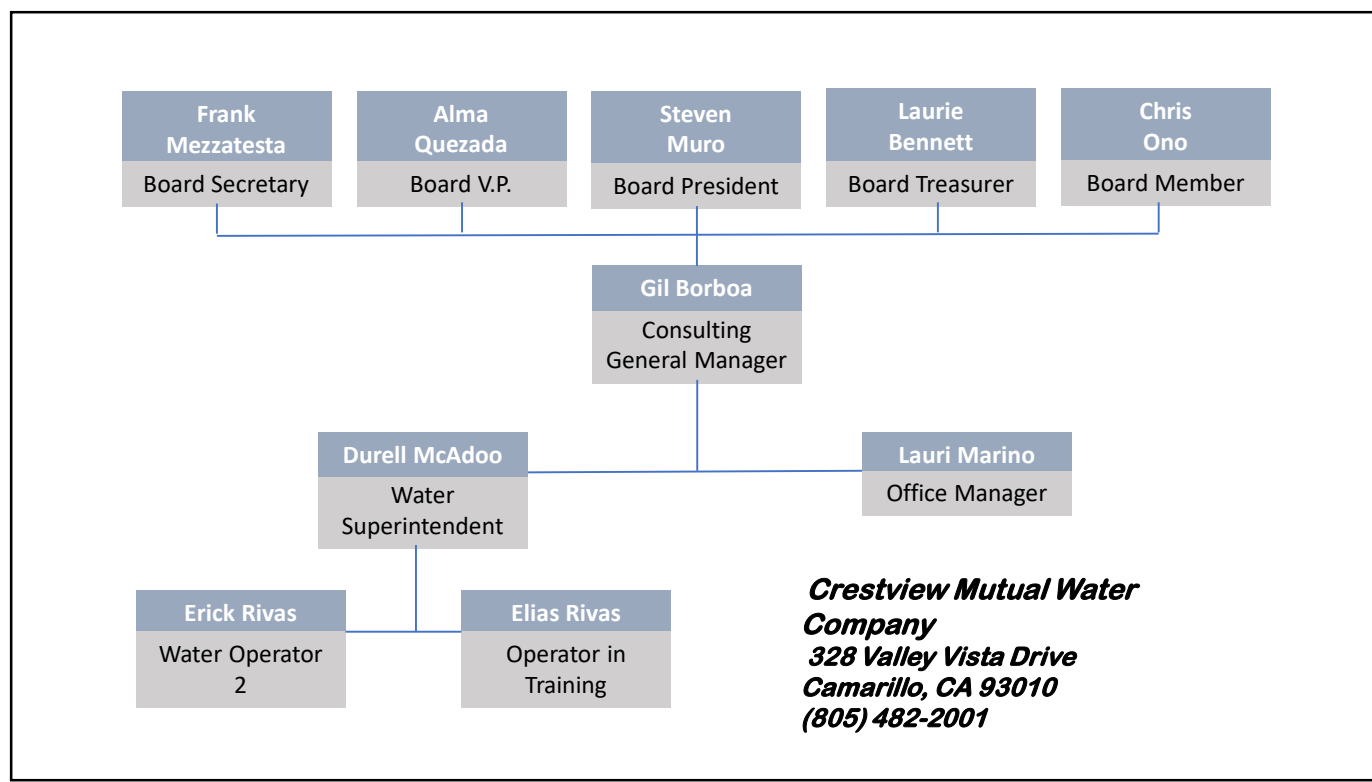 Frank
Mezzatesta
Board Secretary
Alma
Quezada
Board V.P.
Steven
Muro
Board President
Laurie
Bennett
Board Treasurer
Chris
Ono
Board Member
Gil Borboa
Consulting
General Manager
Durell McAdoo
Water
Superintendent
Lauri Marino
Office Manager
Erick Rivas
Water Operator
2
Elias Rivas
Operator in
Training
Crestview Mutual Water
Company
328 Valley Vista Drive
Camarillo, CA 93010
(805) 482-2001